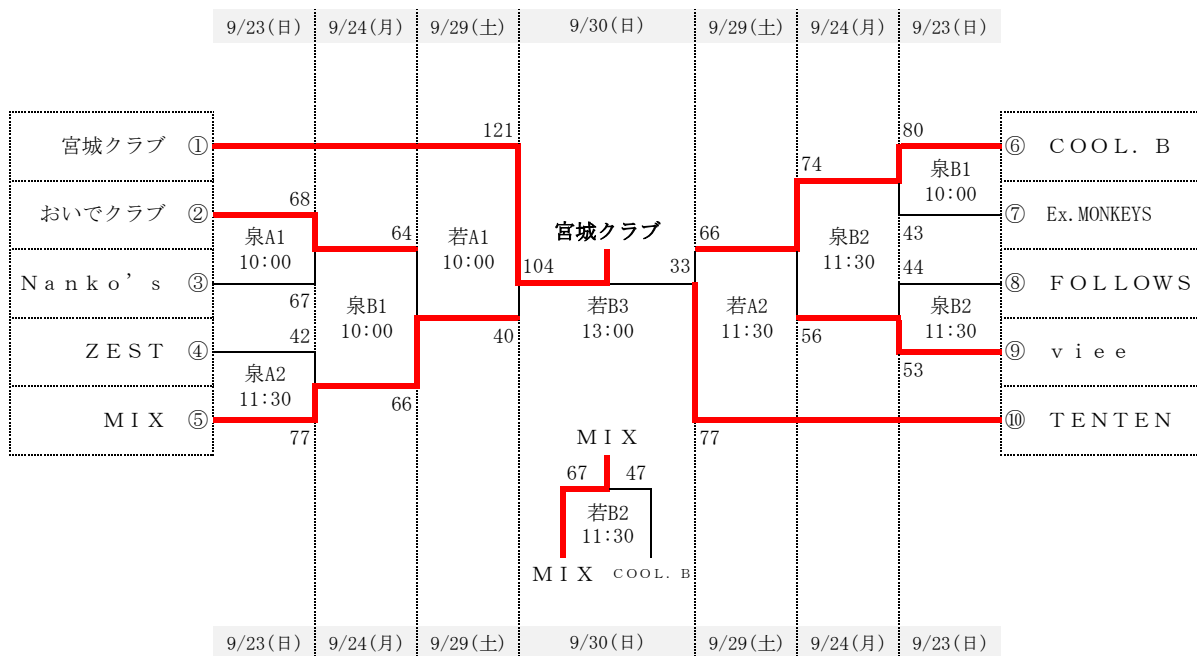 9/23(日) 9/24(月) 9/29(土) 9/30(日) 9/29(土) 9/24(月) 9/23(日)
121 80
宮城クラブ ① ⑥ ＣＯＯＬ．Ｂ
74 泉B1
10:00
68
おいでクラブ ② ⑦ Ex.MONKEYS
64 宮城クラブ 66 43
泉A1 若A1 泉B2
10:00 10:00 11:30
104 33 44
Ｎａｎｋｏ’ｓ ③ ⑧ ＦＯＬＬＯＷＳ
67 泉B1 若B3 若A2 泉B2
10:00 13:00 11:30 11:30
42 40 56
ＺＥＳＴ ④ ⑨ ｖｉｅｅ
泉A2 53
11:30
66
ＭＩＸ ⑤ ⑩ ＴＥＮＴＥＮ
77 ＭＩＸ 77
67 47
若B2
11:30
ＭＩＸ ＣＯＯＬ．Ｂ
9/23(日) 9/24(月) 9/29(土) 9/30(日) 9/29(土) 9/24(月) 9/23(日)